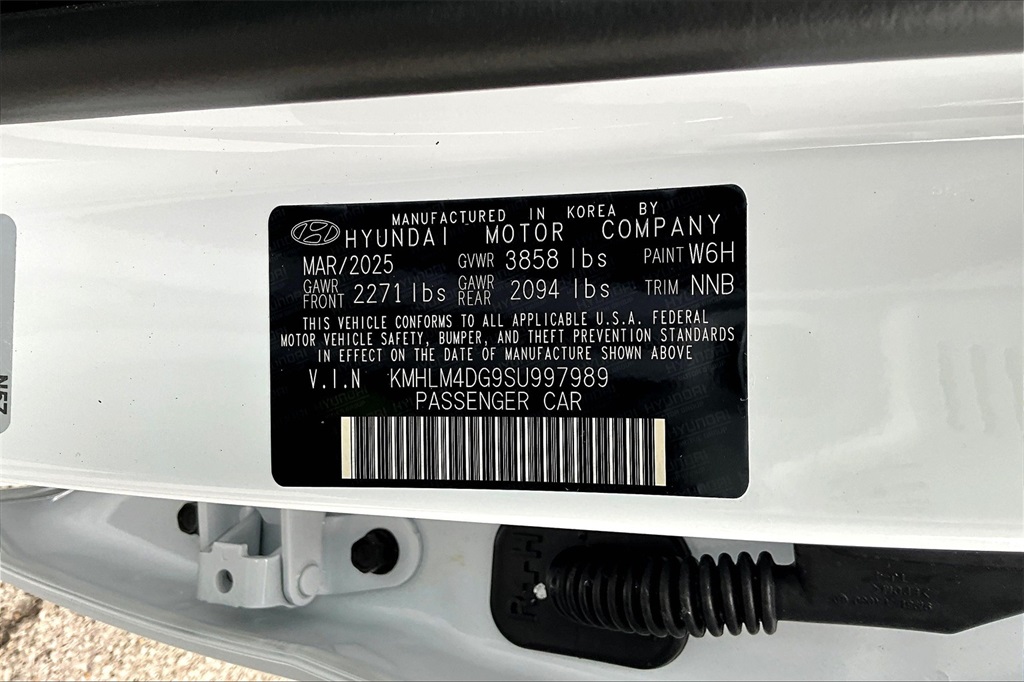 MANUFACTURED IN KOREA BY
HYUNDAI MOTOR COMPANY
MAR/2025 GVWR 3858 lbs PAINT W6H
GAWR FRONT 2271 lbs GAWR REAR 2094 lbs TRIM NNB
THIS VEHICLE CONFORMS TO ALL APPLICABLE U.S.A. FEDERAL
MOTOR VEHICLE SAFETY, BUMPER, AND THEFT PREVENTION STANDARDS
IN EFFECT ON THE DATE OF MANUFACTURE SHOWN ABOVE
V.I.N KMHLM4DG9SU997989
PASSENGER CAR
N57
RH